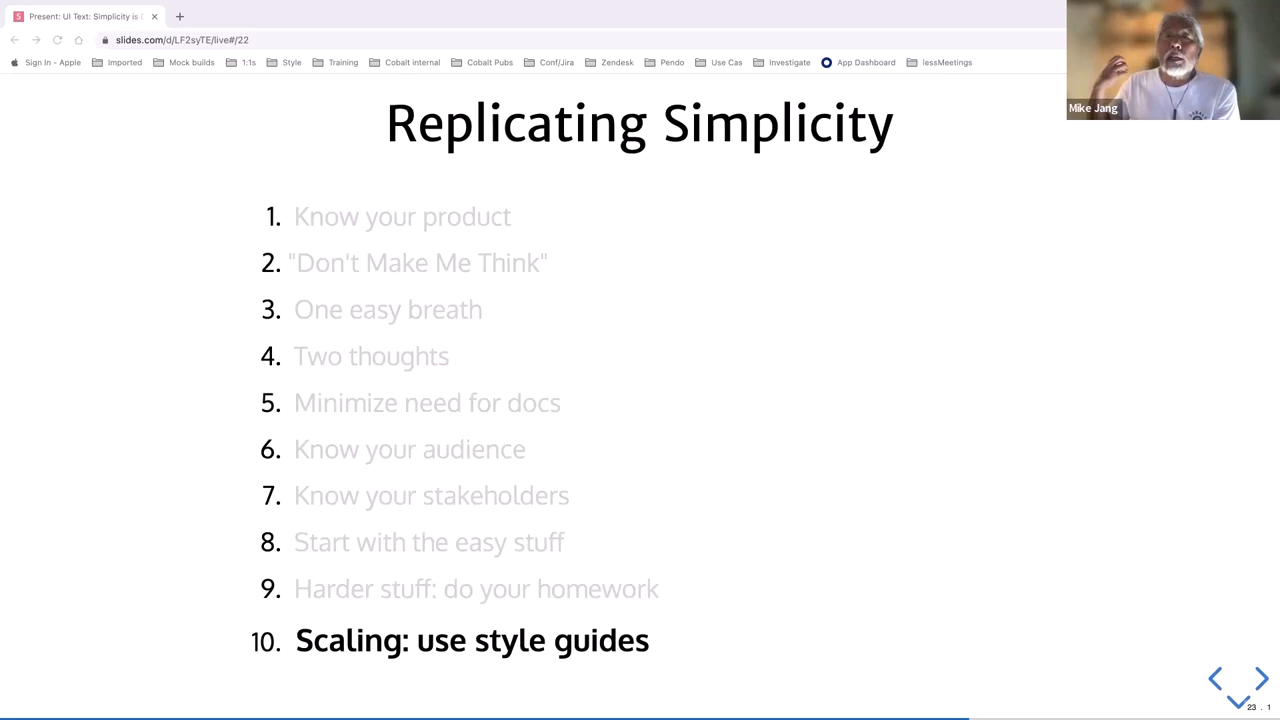 Present: UI Text: Simplicity is
slides.com/d/LF2syTE/live#/22
Sign In - Apple Imported Mock builds 1:1s Style Training Cobalt internal Cobalt Pubs Conf/Jira Zendesk Pendo Use Cas Investigate App Dashboard lessMeetings
Mike Jang
Replicating Simplicity
1. Know your product
2. "Don't Make Me Think"
3. One easy breath
4. Two thoughts
5. Minimize need for docs
6. Know your audience
7. Know your stakeholders
8. Start with the easy stuff
9. Harder stuff: do your homework
10. Scaling: use style guides
23 . 1